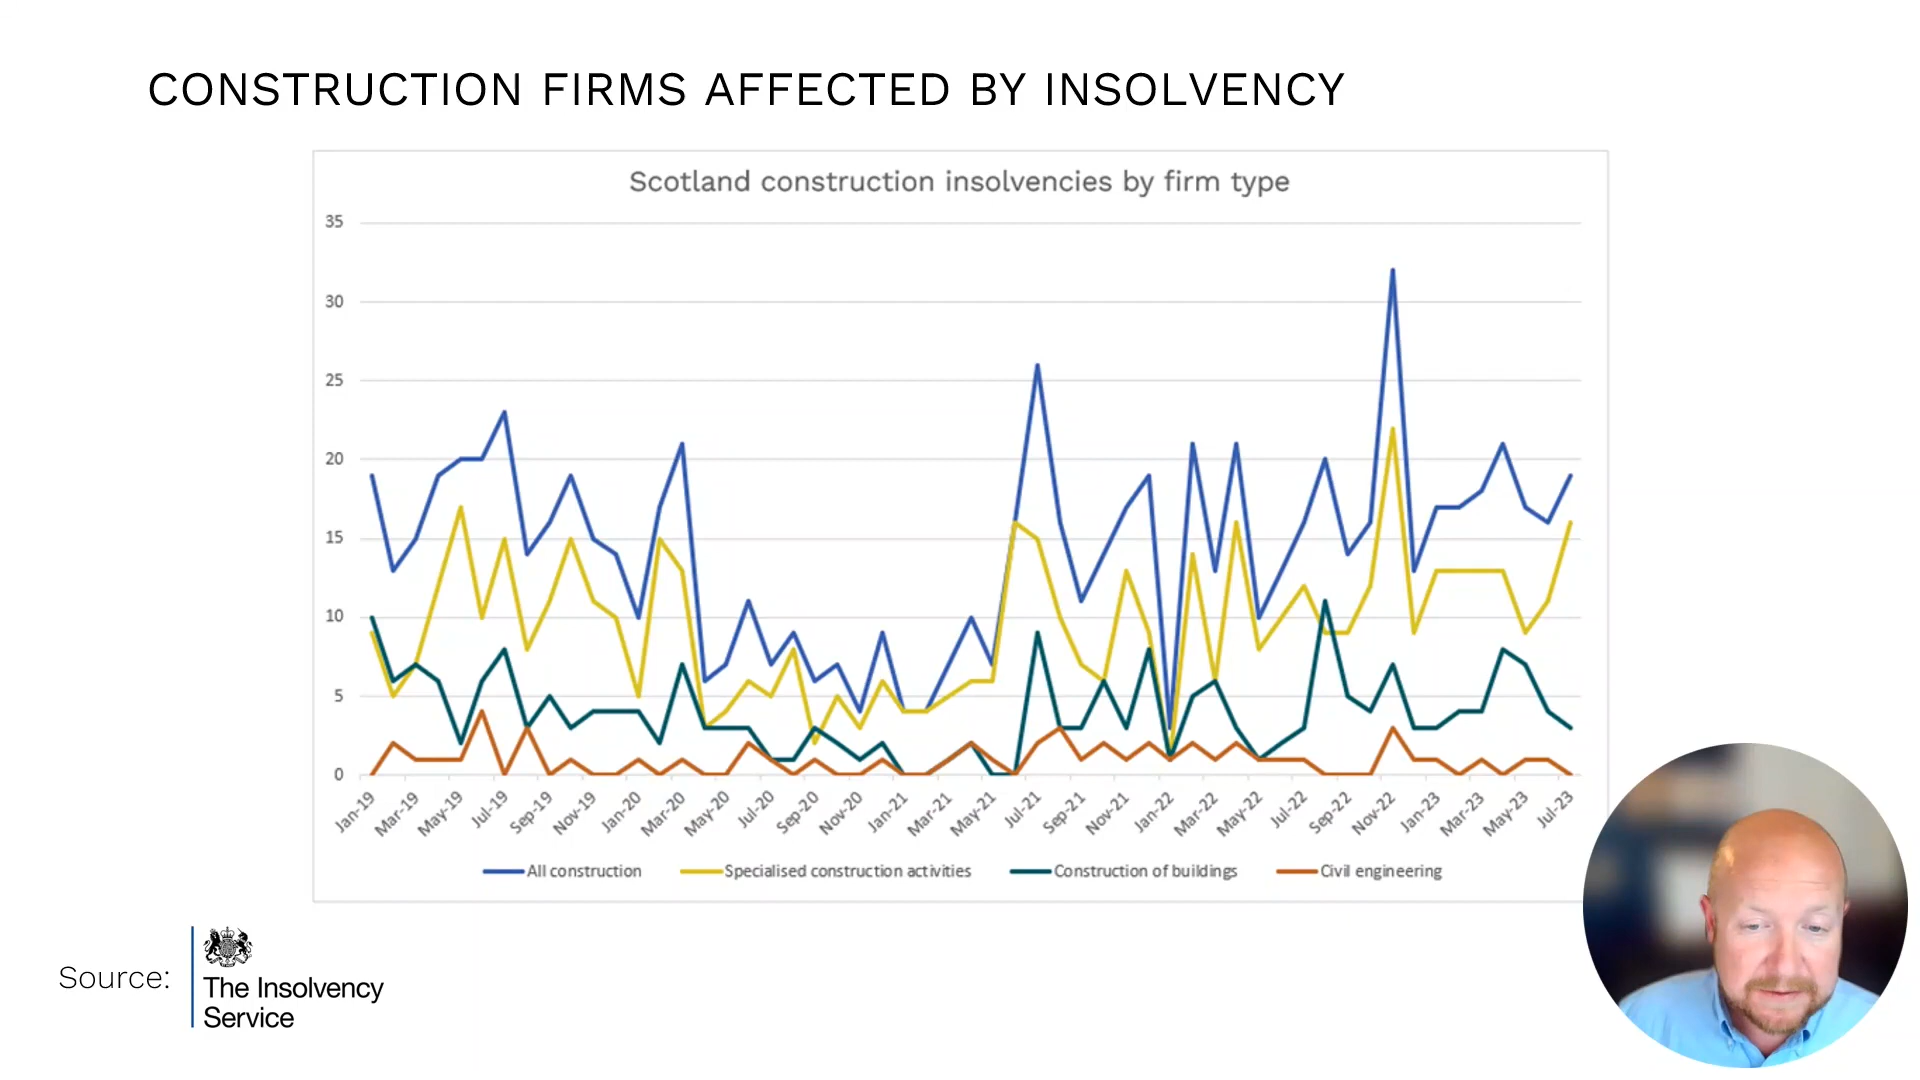 CONSTRUCTION FIRMS AFFECTED BY INSOLVENCY
Scotland construction insolvencies by firm type
35
30
25
20
15
10
5
0
Jan-19 Mar-19 May-19 Jul-19 Sep-19 Nov-19 Jan-20 Mar-20 May-20 Jul-20 Sep-20 Nov-20 Jan-21 Mar-21 May-21 Jul-21 Sep-21 Nov-21 Jan-22 Mar-22 May-22 Jul-22 Sep-22 Nov-22 Jan-23 Mar-23 May-23 Jul-23
All construction Specialised construction activities Construction of buildings Civil engineering
Source:
The Insolvency
Service